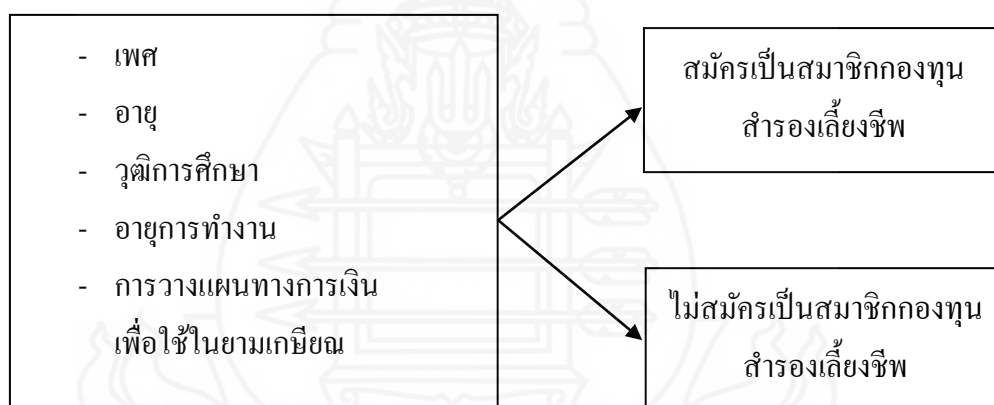 - เพศ
- อายุ
- วุฒิการศึกษา
- อายุการทำงาน
- การวางแผนทางการเงิน
เพื่อใช้ในยามเกษียณ
สมัครเป็นสมาชิกกองทุน
สำรองเลี้ยงชีพ
ไม่สมัครเป็นสมาชิกกองทุน
สำรองเลี้ยงชีพ